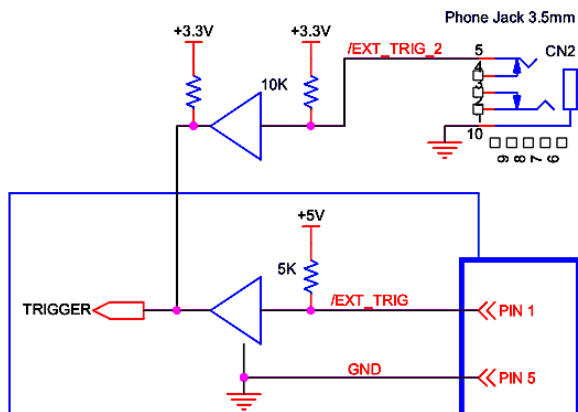 Phone Jack 3.5mm
+3.3V
+3.3V
/EXT_TRIG_2
5
CN2
4
3
2
10K
10
9
8
7
6
+5V
5K
TRIGGER
/EXT_TRIG
PIN 1
GND
PIN 5